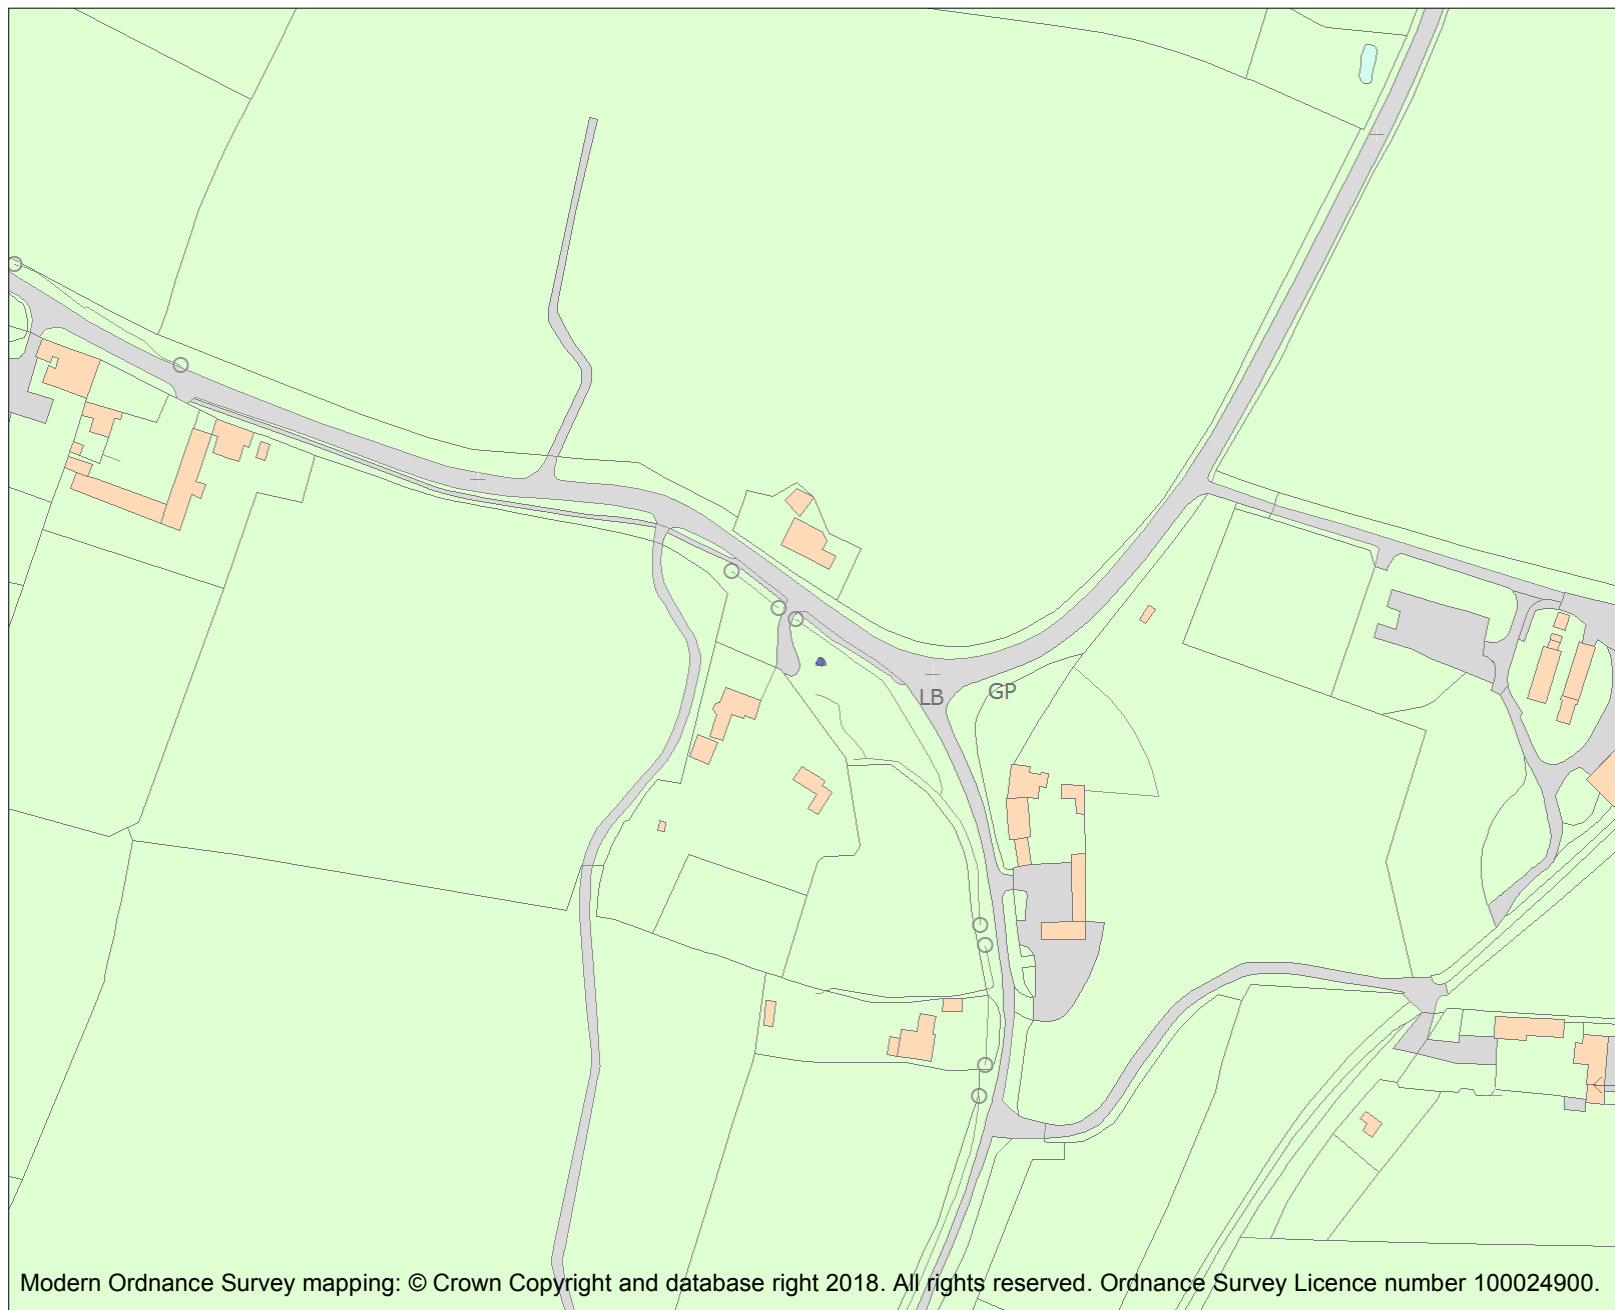 LB
GP
Modern Ordnance Survey mapping: © Crown Copyright and database right 2018. All rights reserved. Ordnance Survey Licence number 100024900.